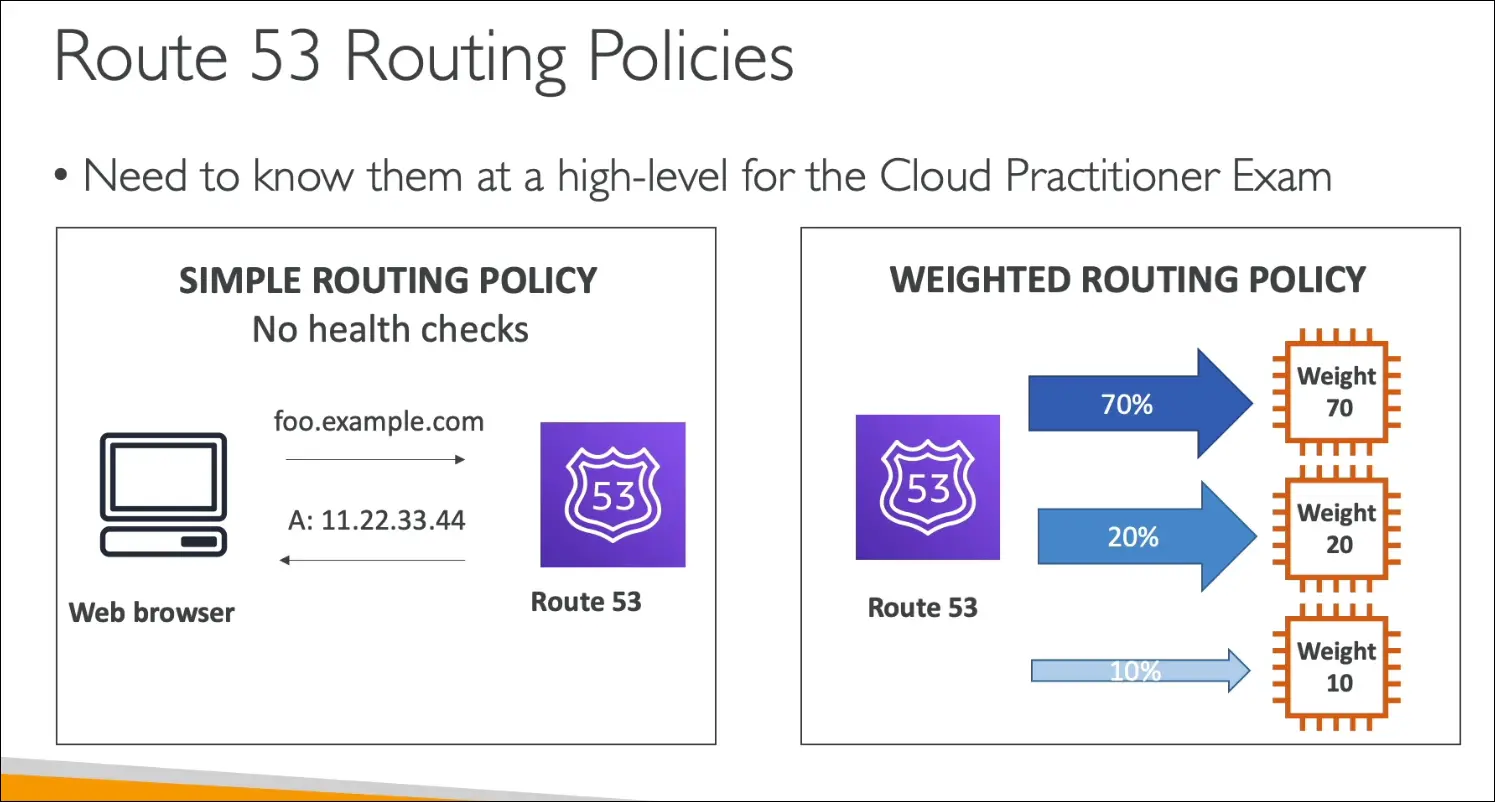 Route 53 Routing Policies
• Need to know them at a high-level for the Cloud Practitioner Exam
SIMPLE ROUTING POLICY
No health checks
foo.example.com
A: 11.22.33.44
53
Web browser
Route 53
WEIGHTED ROUTING POLICY
53
Route 53
70%
Weight
70
20%
Weight
20
10%
Weight
10